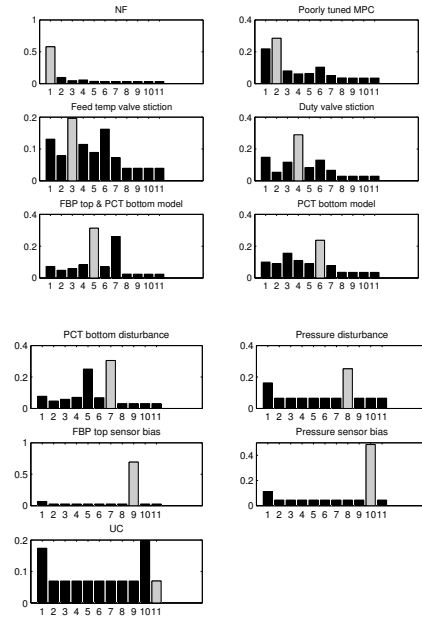 NF
Poorly tuned MPC
1
0.5
0
1 2 3 4 5 6 7 8 9 10 11
0.4
0.2
0
1 2 3 4 5 6 7 8 9 10 11
Feed temp valve stiction
Duty valve stiction
0.2
0.1
0
1 2 3 4 5 6 7 8 9 10 11
0.4
0.2
0
1 2 3 4 5 6 7 8 9 10 11
FBP top & PCT bottom model
PCT bottom model
0.4
0.2
0
1 2 3 4 5 6 7 8 9 10 11
0.4
0.2
0
1 2 3 4 5 6 7 8 9 10 11
PCT bottom disturbance
Pressure disturbance
0.4
0.2
0
1 2 3 4 5 6 7 8 9 10 11
0.4
0.2
0
1 2 3 4 5 6 7 8 9 10 11
FBP top sensor bias
Pressure sensor bias
1
0.5
0
1 2 3 4 5 6 7 8 9 10 11
0.4
0.2
0
1 2 3 4 5 6 7 8 9 10 11
UC
0.2
0.1
0
1 2 3 4 5 6 7 8 9 10 11